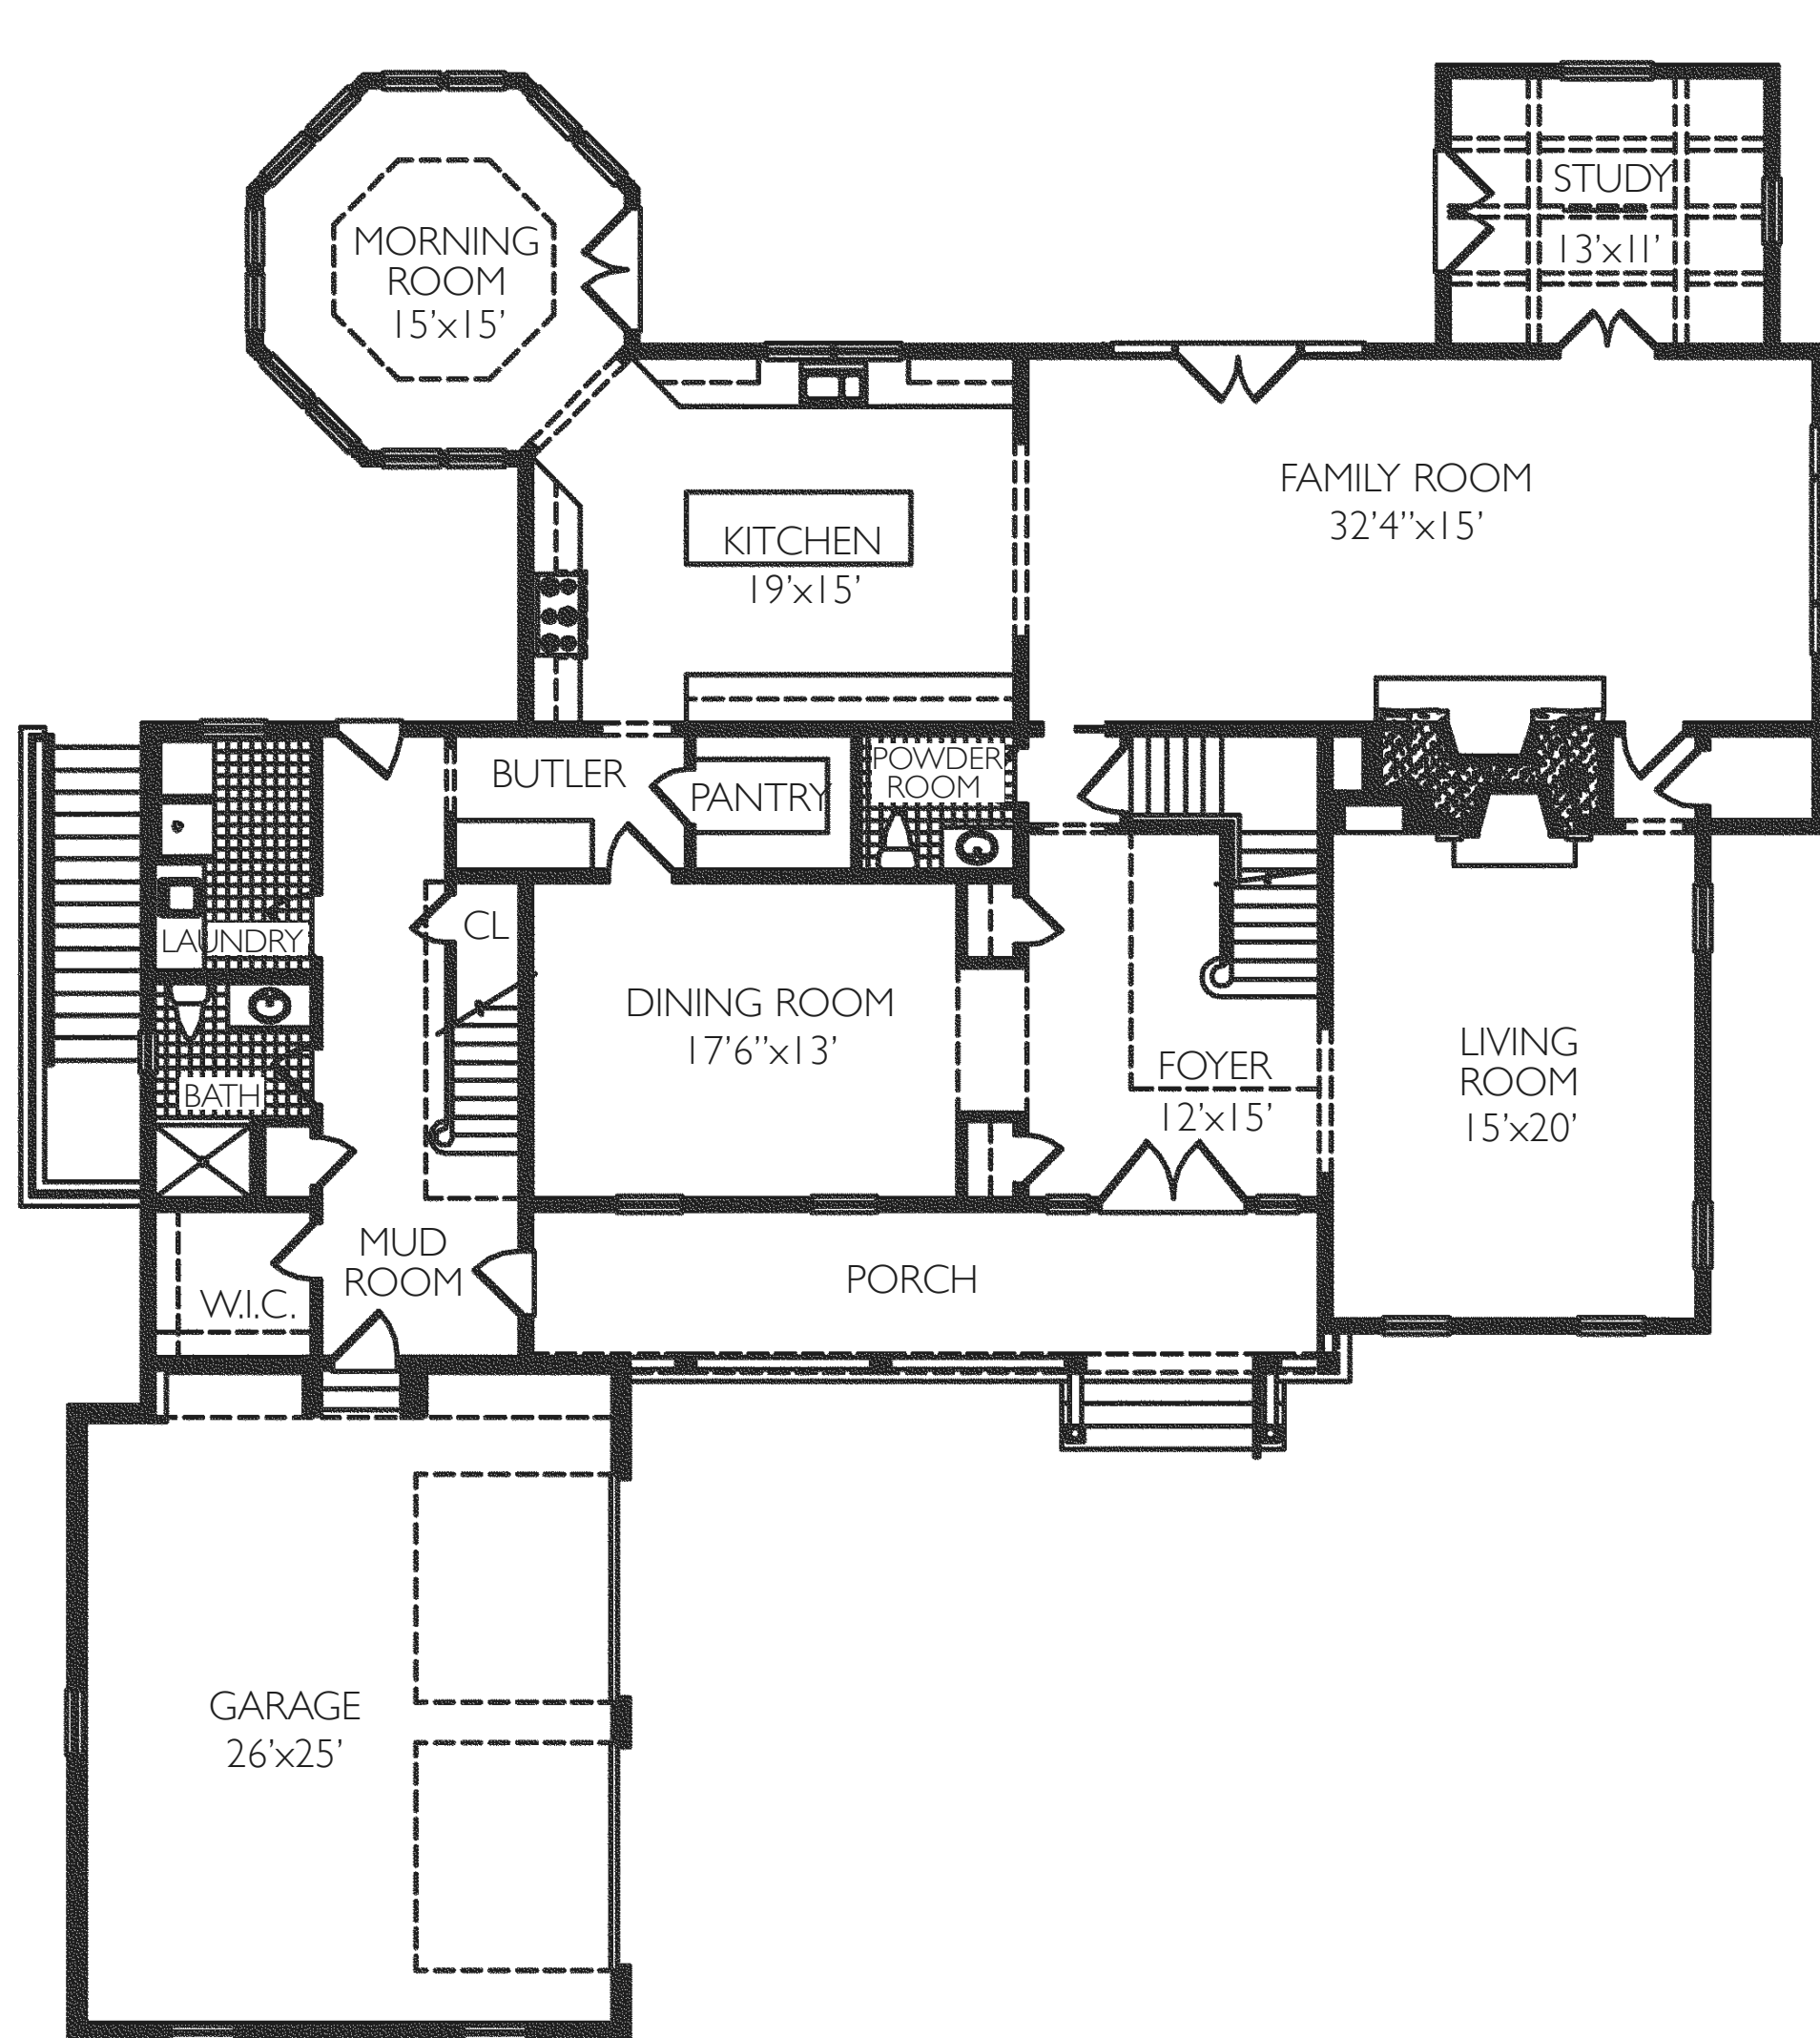 MORNING
ROOM
15'x15'
STUDY
13'x11'
FAMILY ROOM
32'4"x15'
KITCHEN
19'x15'
BUTLER
PANTRY
POWDER
ROOM
CL
LAUNDRY
DINING ROOM
17'6"x13'
FOYER
12'x15'
LIVING
ROOM
15'x20'
BATH
MUD
ROOM
W.I.C.
PORCH
GARAGE
26'x25'